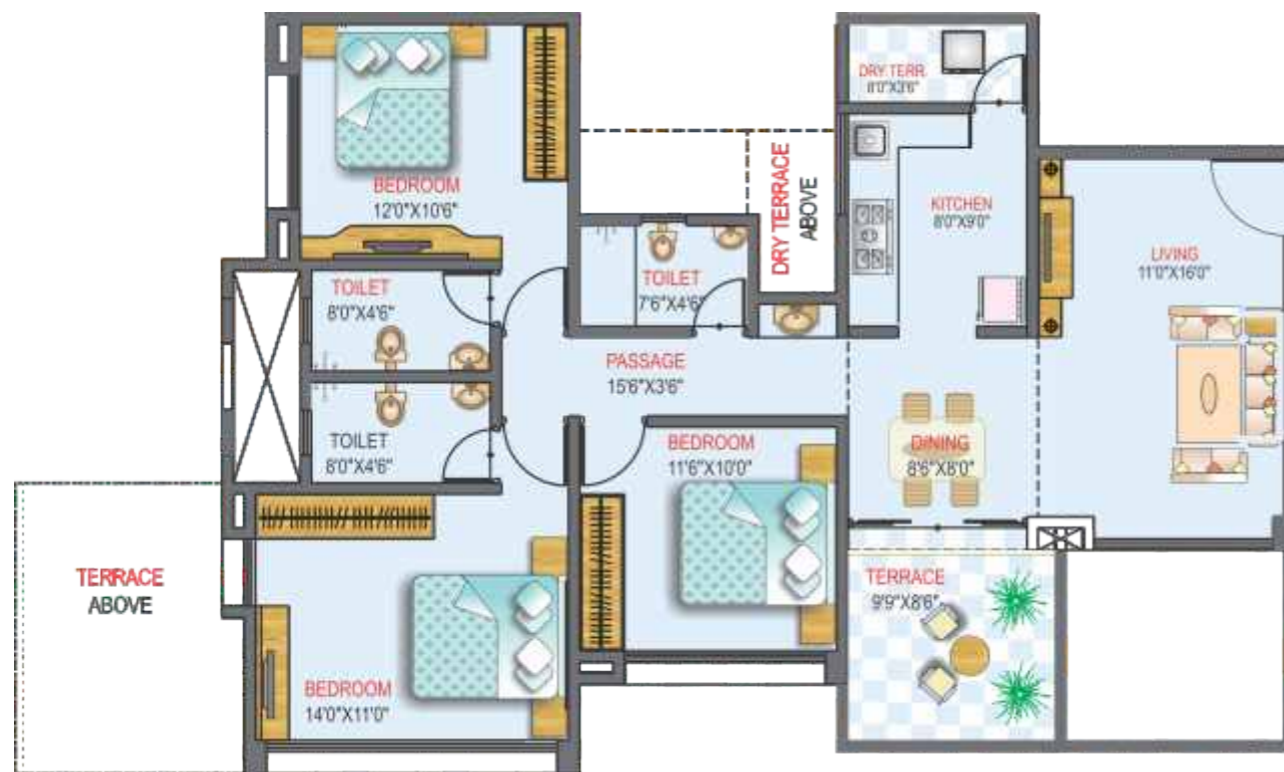 DRY TERR.
8'0"X3'6"
BEDROOM
12'0"X10'6"
DRY TERRACE
ABOVE
KITCHEN
8'0"X9'0"
LIVING
11'0"X16'0"
TOILET
8'0"X4'6"
TOILET
7'6"X4'6"
PASSAGE
15'6"X3'6"
TOILET
8'0"X4'6"
BEDROOM
11'6"X10'0"
DINING
8'6"X8'0"
TERRACE
ABOVE
TERRACE
9'9"X8'6"
BEDROOM
14'0"X11'0"